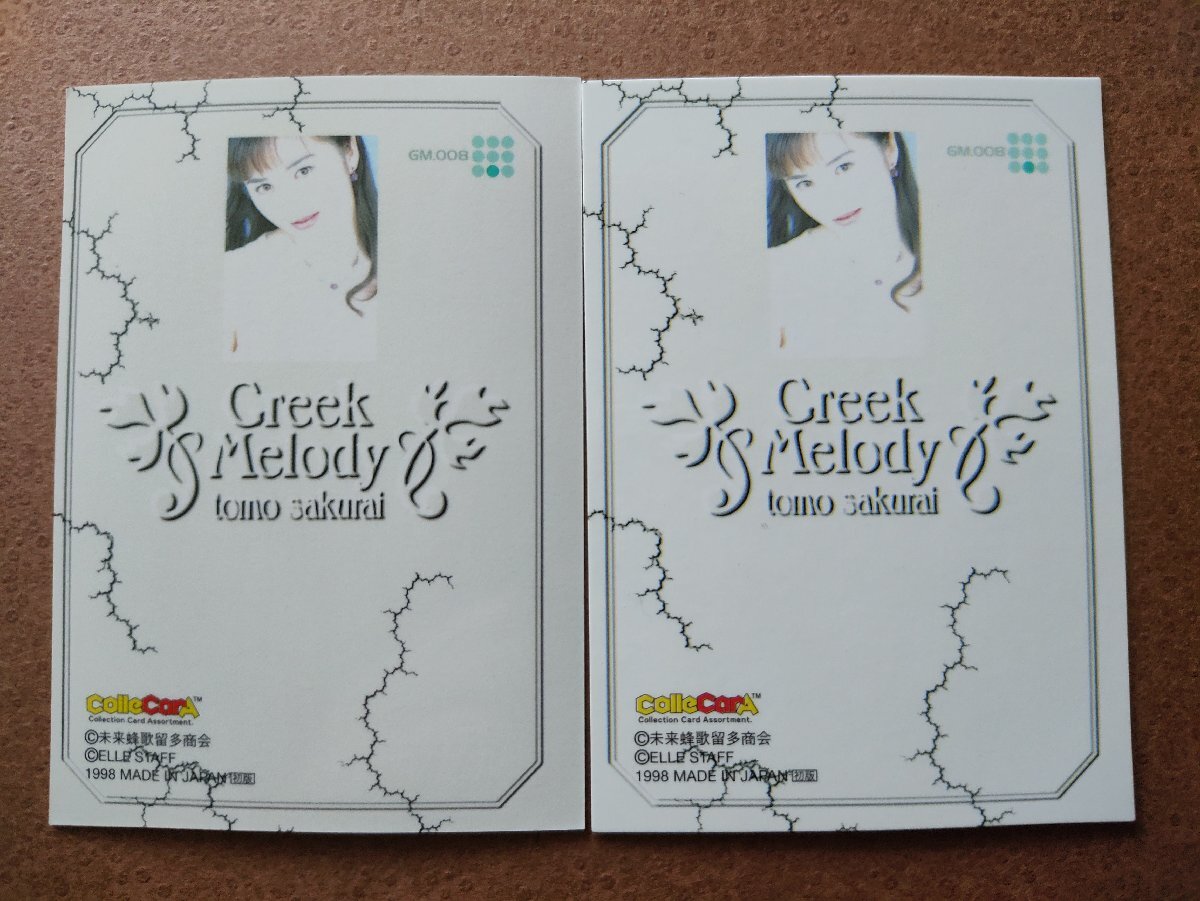 GM.008
Creek
Melody
tomo sakurai
ColleCarA™
Collection Card Assortment.
©未来蜂歌留多商会
©ELLE STAFF
1998 MADE IN JAPAN 初版
GM.008
Creek
Melody
tomo sakurai
ColleCarA™
Collection Card Assortment.
©未来蜂歌留多商会
©ELLE STAFF
1998 MADE IN JAPAN 初版